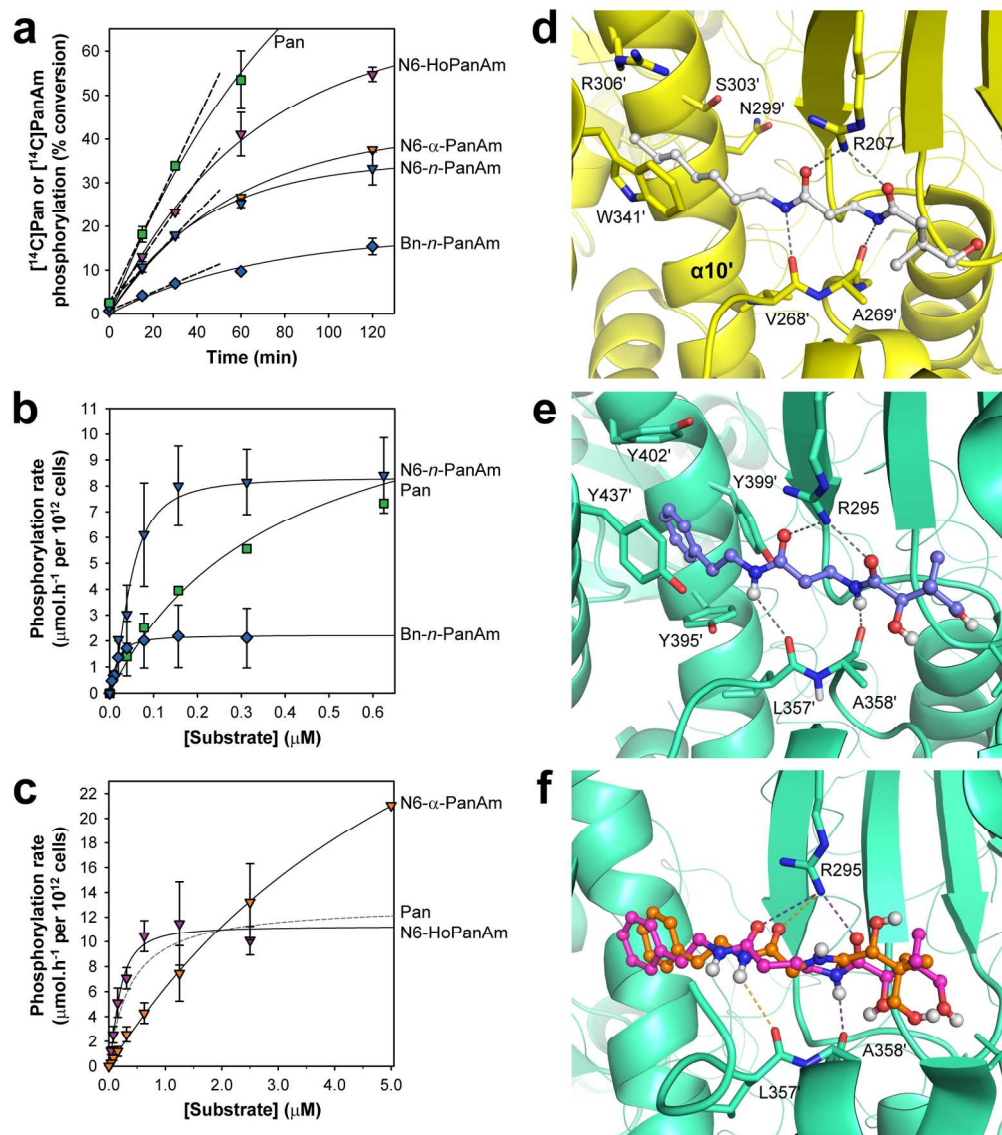 a
[¹⁴C]Pan or [¹⁴C]PanAm
phosphorylation (% conversion)
60
50
40
30
20
10
0
0 20 40 60 80 100 120
Time (min)
Pan
N6-HoPanAm
N6-α-PanAm
N6-n-PanAm
Bn-n-PanAm
b
Phosphorylation rate
(μmol.h⁻¹ per 10¹² cells)
11
10
9
8
7
6
5
4
3
2
1
0
0.0 0.1 0.2 0.3 0.4 0.5 0.6
[Substrate] (μM)
N6-n-PanAm
Pan
Bn-n-PanAm
c
Phosphorylation rate
(μmol.h⁻¹ per 10¹² cells)
22
20
18
16
14
12
10
8
6
4
2
0
0.0 1.0 2.0 3.0 4.0 5.0
[Substrate] (μM)
N6-α-PanAm
Pan
N6-HoPanAm
d
R306'
S303'
N299'
R207
W341'
α10'
V268'
A269'
e
Y402'
Y399'
R295
Y437'
Y395'
L357'
A358'
f
R295
A358'
L357'